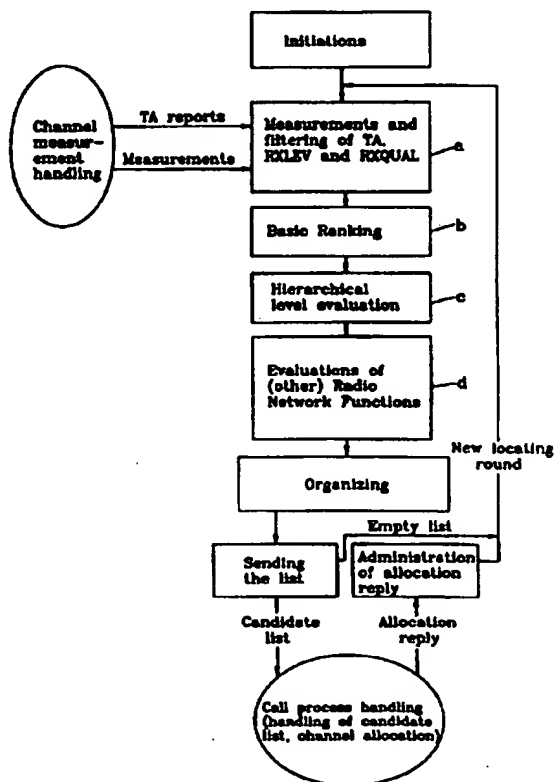 Initiations
Channel
measur-
ement
handling
TA reports
Measurements
Measurements and
filtering of TA,
RXLEV and RXQUAL
a
Basic Ranking
b
Hierarchical
level evaluation
c
Evaluations of
(other) Radio
Network Functions
d
New locating
round
Organizing
Empty list
Sending
the list
Administration
of allocation
reply
Candidate
list
Allocation
reply
Call process handling
(handling of candidate
list, channel allocation)